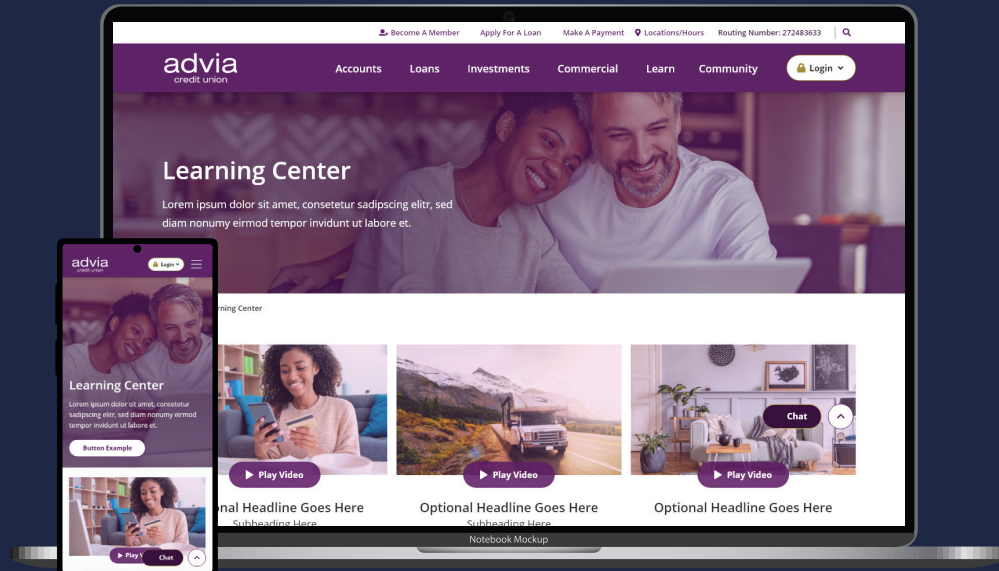 Become A Member Apply For A Loan Make A Payment Locations/Hours Routing Number: 272483633
advia
credit union
Accounts Loans Investments Commercial Learn Community Login
Learning Center
Lorem ipsum dolor sit amet, consetetur sadipscing elitr, sed
diam nonumy eirmod tempor invidunt ut labore et.
rning Center
Chat
Play Video Play Video Play Video
onal Headline Goes Here Optional Headline Goes Here Optional Headline Goes Here
Subheading Here Subheading Here
Notebook Mockup
advia
credit union
Login
Learning Center
Lorem ipsum dolor sit amet, consetetur
sadipscing elitr, sed diam nonumy eirmod
tempor invidunt ut labore et.
Button Example
Play V Chat